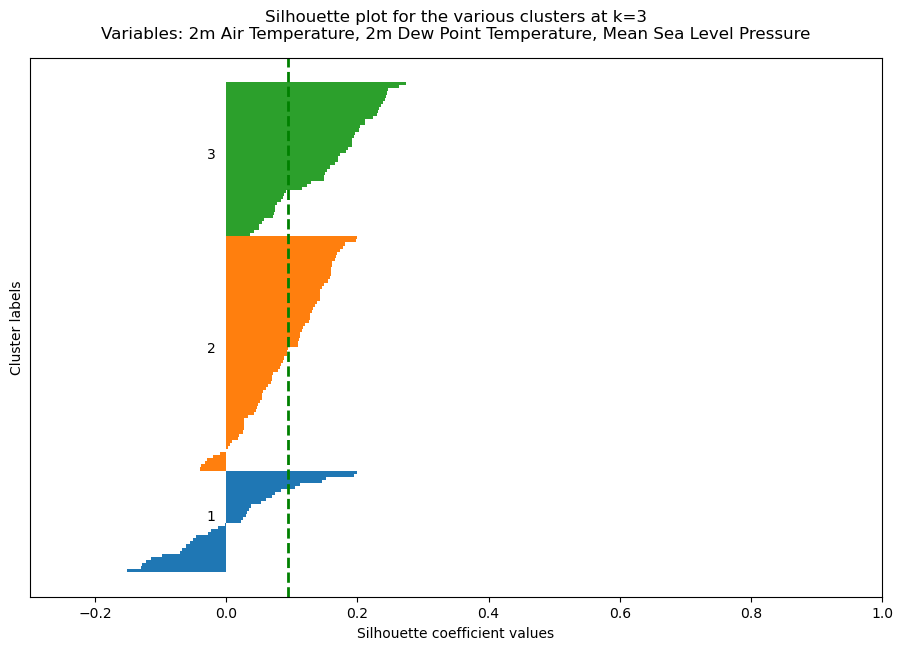 Silhouette plot for the various clusters at k=3
Variables: 2m Air Temperature, 2m Dew Point Temperature, Mean Sea Level Pressure
Cluster labels
3
2
1
−0.2 0.0 0.2 0.4 0.6 0.8 1.0
Silhouette coefficient values